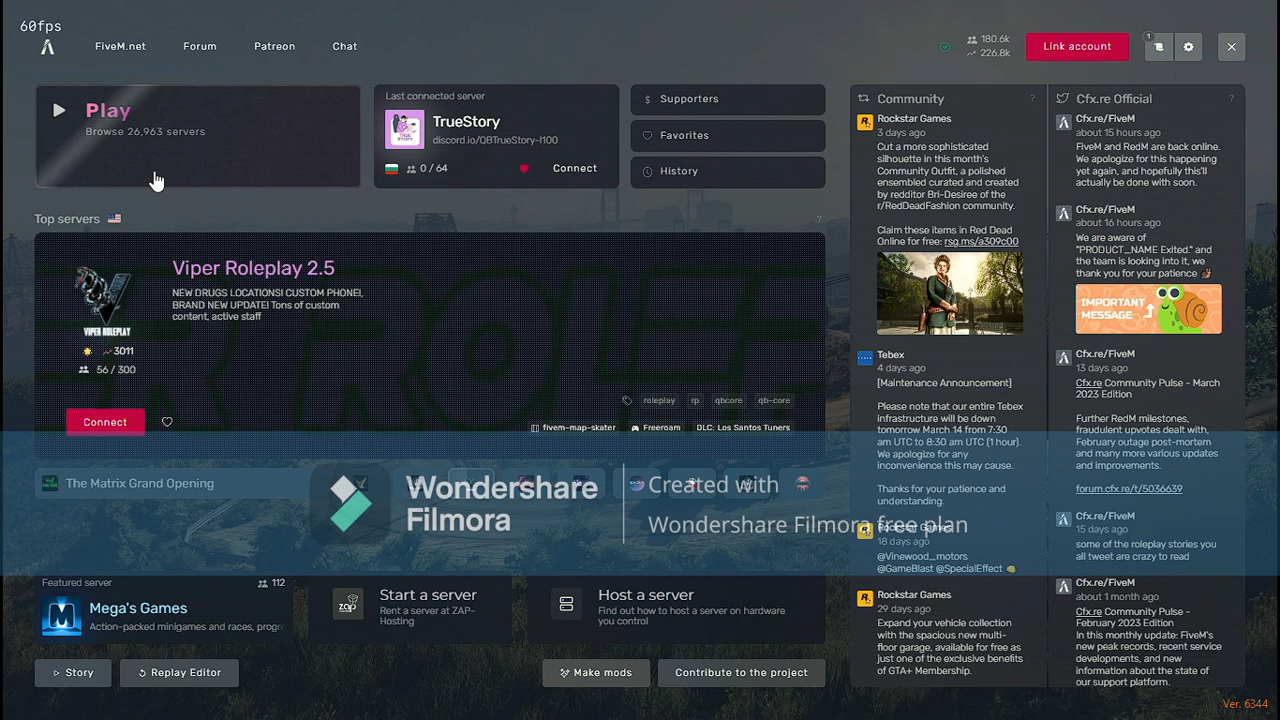 60fps
FiveM.net
Forum
Patreon
Chat
180.6k
226.8k
Link account
1
Play
Last connected server
TrueStory
discord.io/QBTrueStory-1100
0 / 64
Connect
$ Supporters
Favorites
History
Top servers
?
Viper Roleplay 2.5
NEW DRUGS LOCATIONS! CUSTOM PHONE!,
BRAND NEW UPDATE! Tons of custom
content, active staff
VIPER ROLEPLAY
3011
56 / 300
Connect
roleplay
rp
qbcore
qb-core
fivem-map-skater
Freeroam
DLC: Los Santos Tuners
The Matrix Grand Opening
Wondershare
Filmora
Created with
Wondershare Filmora free plan
Featured server
112
Mega's Games
Action-packed minigames and races, progre
Start a server
Rent a server at ZAP-
Hosting
ZAP
Host a server
Find out how to host a server on hardware
you control
Story
Replay Editor
Make mods
Contribute to the project
Community
?
Rockstar Games
3 days ago
Cut a more sophisticated
silhouette in this month's
Community Outfit, a polished
ensembled curated and created
by redditor Bri-Desiree of the
r/RedDeadFashion community.
Claim these items in Red Dead
Online for free: rsg.ms/a309c00
Tebex
4 days ago
[Maintenance Announcement]
Please note that our entire Tebex
infrastructure will be down
tomorrow March 14 from 7:30
am UTC to 8:30 am UTC (1 hour).
We apologize for any
inconvenience this may cause.
Thanks for your patience and
understanding.
Rockstar Games
18 days ago
@Vinewood_motors
@GameBlast @SpecialEffect
Rockstar Games
29 days ago
Expand your vehicle collection
with the spacious new multi-
floor garage, available for free as
just one of the exclusive benefits
of GTA+ Membership.
Cfx.re Official
?
Cfx.re/FiveM
about 15 hours ago
FiveM and RedM are back online.
We apologize for this happening
yet again, and hopefully this'll
actually be done with soon.
Cfx.re/FiveM
about 16 hours ago
We are aware of
"PRODUCT_NAME Exited." and
the team is looking into it, we
thank you for your patience
IMPORTANT
MESSAGE
Cfx.re/FiveM
13 days ago
Cfx.re Community Pulse - March
2023 Edition
Further RedM milestones,
fraudulent upvotes dealt with,
February outage post-mortem
and many more various updates
and improvements.
forum.cfx.re/t/5036639
Cfx.re/FiveM
15 days ago
some of the roleplay stories you
all tweet are crazy to read
Cfx.re/FiveM
about 1 month ago
Cfx.re Community Pulse -
February 2023 Edition
In this monthly update: FiveM's
new peak records, recent service
developments, and new
information about the state of
our support platform.
Ver. 6344